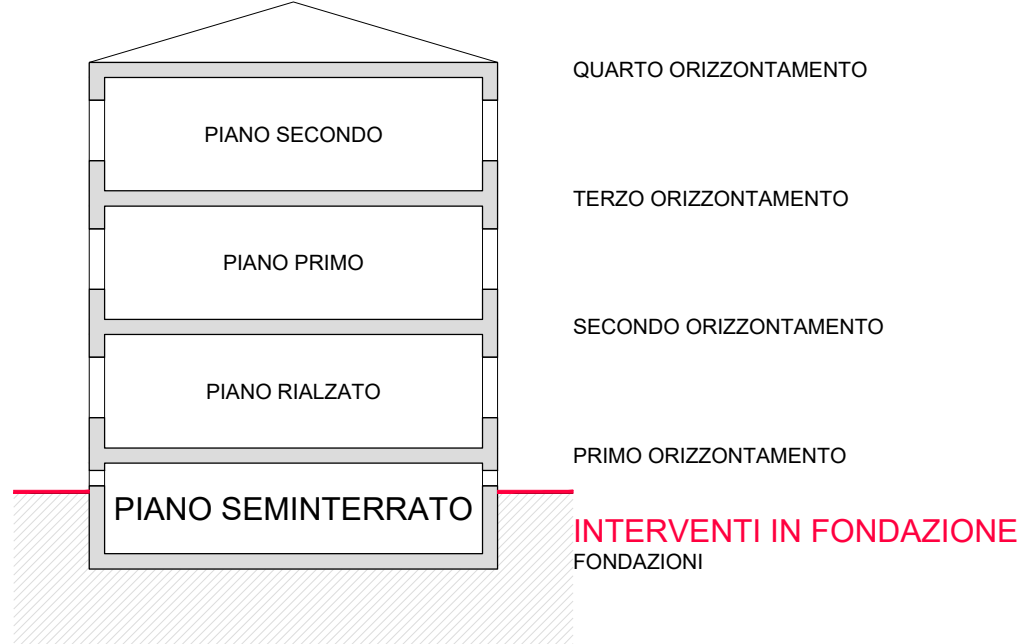 QUARTO ORIZZONTAMENTO
PIANO SECONDO
TERZO ORIZZONTAMENTO
PIANO PRIMO
SECONDO ORIZZONTAMENTO
PIANO RIALZATO
PRIMO ORIZZONTAMENTO
PIANO SEMINTERRATO
INTERVENTI IN FONDAZIONE
FONDAZIONI